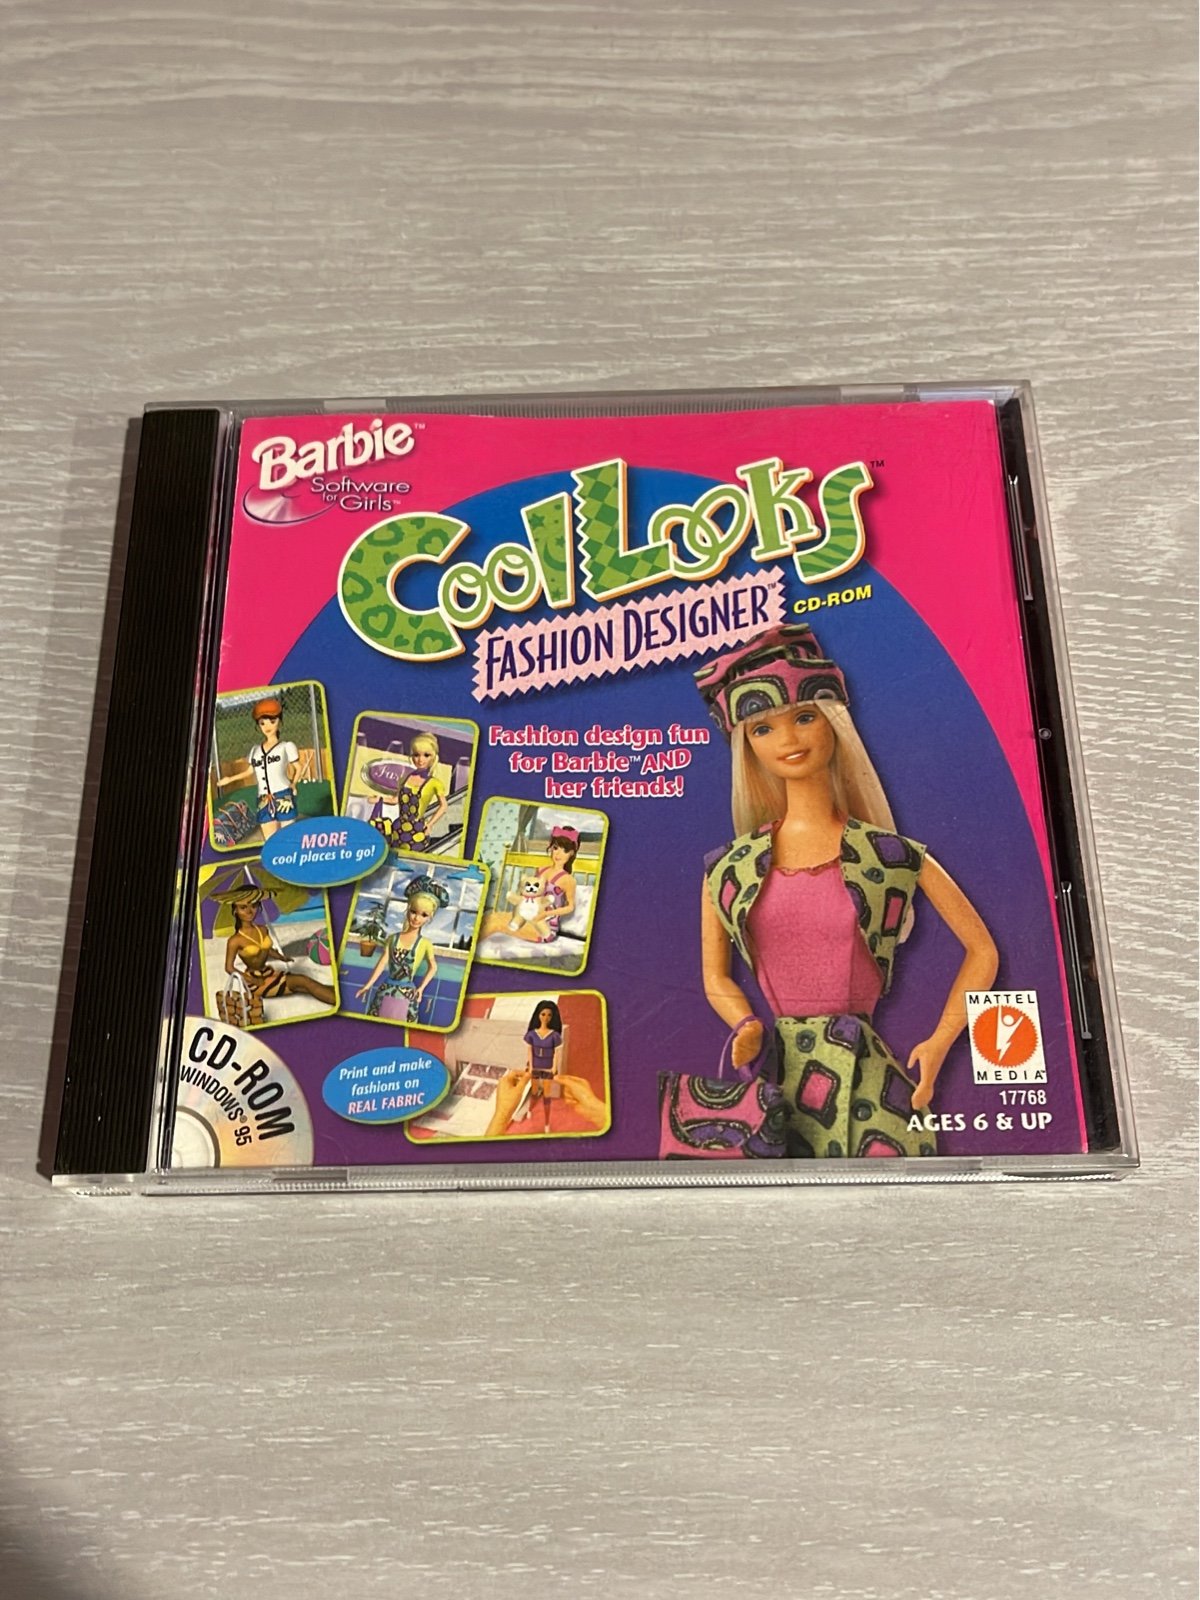 Barbie™
Software
for
Girls™
Cool Looks™
FASHION DESIGNER™
CD-ROM
Fashion design fun
for Barbie™ AND
her friends!
MORE
cool places to go!
Print and make
fashions on
REAL FABRIC
CD-ROM
WINDOWS® 95
MATTEL
MEDIA™
17768
AGES 6 & UP